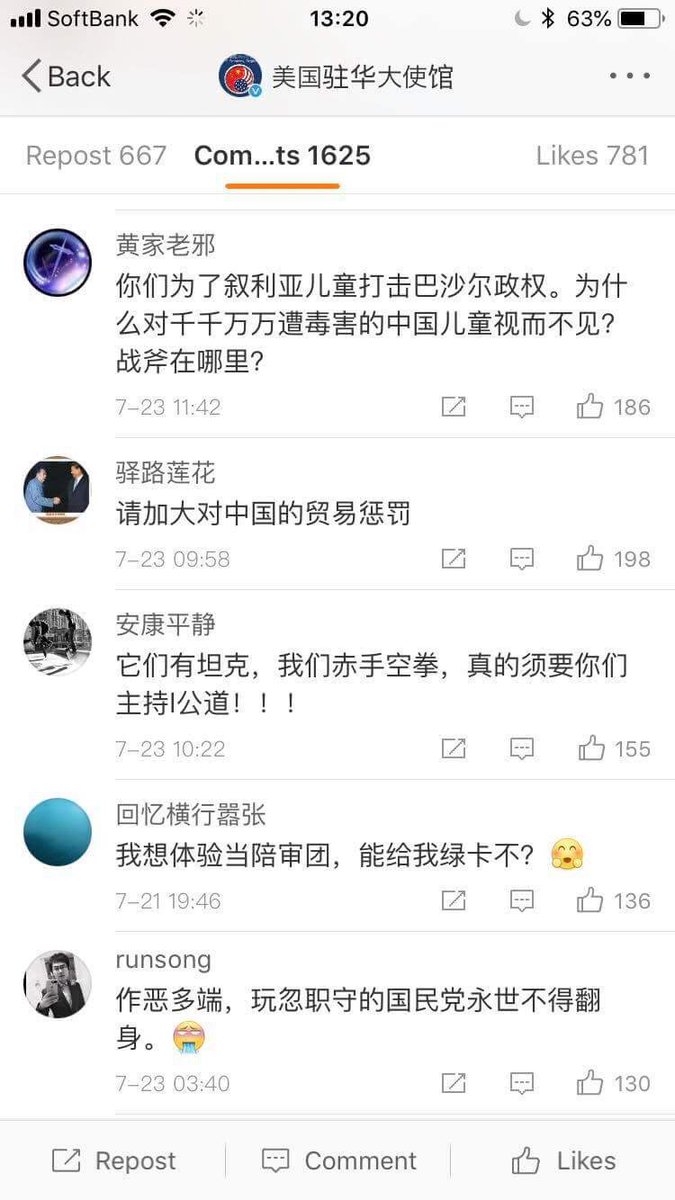 SoftBank 13:20 63%
Back 美国驻华大使馆
Repost 667 Com...ts 1625 Likes 781
黄家老邪
你们为了叙利亚儿童打击巴沙尔政权。为什
么对千千万万遭毒害的中国儿童视而不见？
战斧在哪里？
7-23 11:42 186
驿路莲花
请加大对中国的贸易惩罚
7-23 09:58 198
安康平静
它们有坦克，我们赤手空拳，真的须要你们
主持l公道！！！
7-23 10:22 155
回忆横行嚣张
我想体验当陪审团，能给我绿卡不？🤗
7-21 19:46 136
runsong
作恶多端，玩忽职守的国民党永世不得翻
身。
7-23 03:40 130
Repost Comment Likes